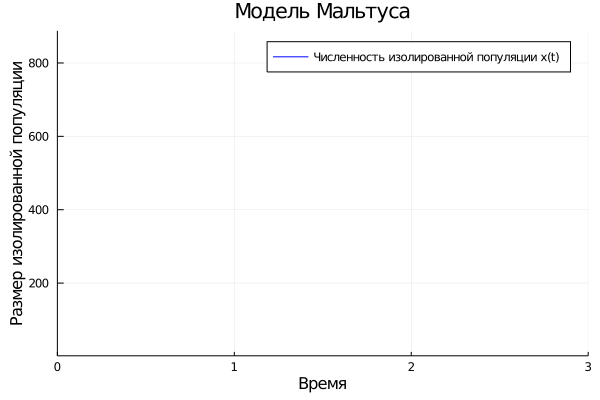 Модель Мальтуса
Численность изолированной популяции x(t)
Размер изолированной популяции
800
600
400
200
0
1
2
3
Время